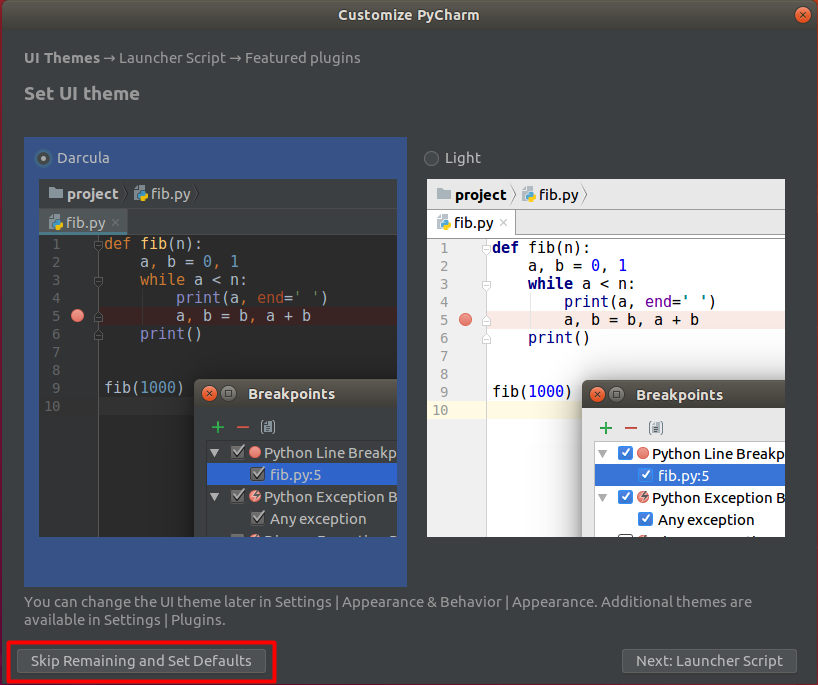 Customize PyCharm
UI Themes → Launcher Script → Featured plugins
Set UI theme
Darcula
project
fib.py
fib.py
1 def fib(n):
2 a, b = 0, 1
3 while a < n:
4 print(a, end=' ')
5 a, b = b, a + b
6 print()
7
8
9 fib(1000)
10
Breakpoints
Python Line Breakp
fib.py:5
Python Exception B
Any exception
Light
project
fib.py
fib.py
1 def fib(n):
2 a, b = 0, 1
3 while a < n:
4 print(a, end=' ')
5 a, b = b, a + b
6 print()
7
8
9 fib(1000)
10
Breakpoints
Python Line Breakp
fib.py:5
Python Exception B
Any exception
You can change the UI theme later in Settings | Appearance & Behavior | Appearance. Additional themes are
available in Settings | Plugins.
Skip Remaining and Set Defaults
Next: Launcher Script